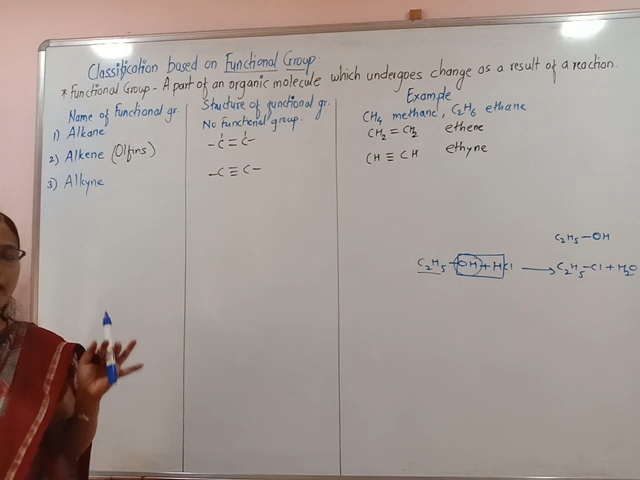 Classification based on Functional Group
* Functional Group - A part of an organic molecule which undergoes change as a result of a reaction.
Name of Functional gr.
1) Alkane
2) Alkene (Olfins)
3) Alkyne
Structure of functional gr.
No functional group.
-C=C-
-C≡C-
Example
CH4 methane, C2H6 ethane
CH2 = CH2 ethene
CH ≡ CH ethyne
C2H5-OH
C2H5-OH + HCl → C2H5-Cl + H2O